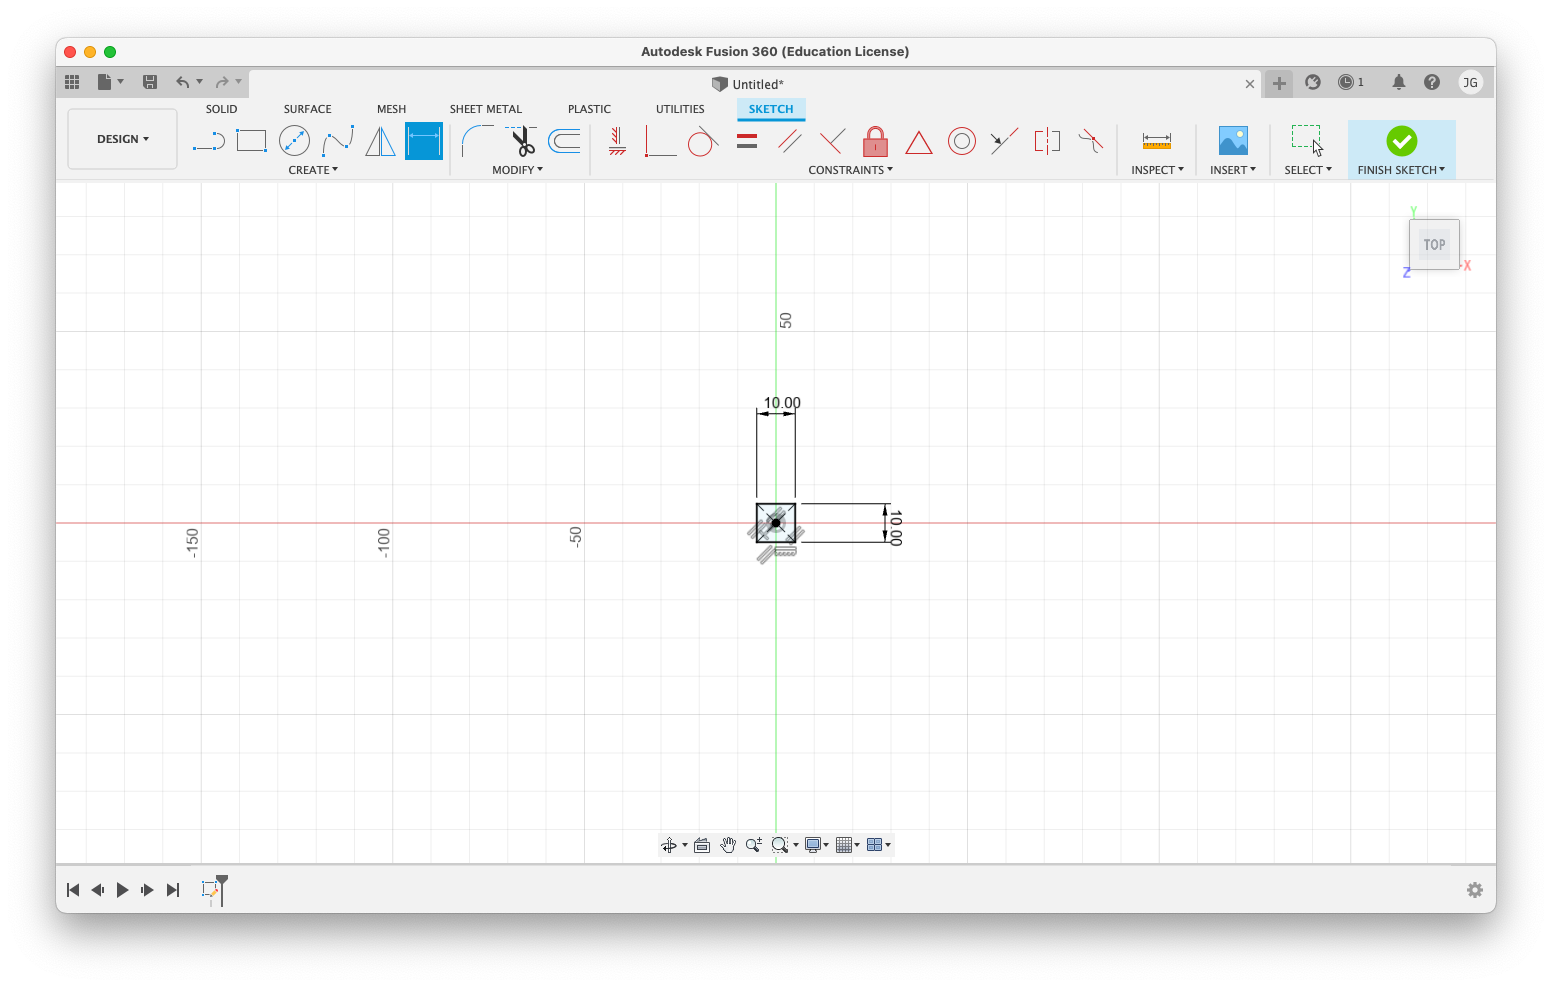 Autodesk Fusion 360 (Education License)
Untitled*
1
JG
DESIGN
SOLID
SURFACE
MESH
SHEET METAL
PLASTIC
UTILITIES
SKETCH
CREATE
MODIFY
CONSTRAINTS
INSPECT
INSERT
SELECT
FINISH SKETCH
Y
TOP
X
Z
50
10.00
10.00
-150
-100
-50